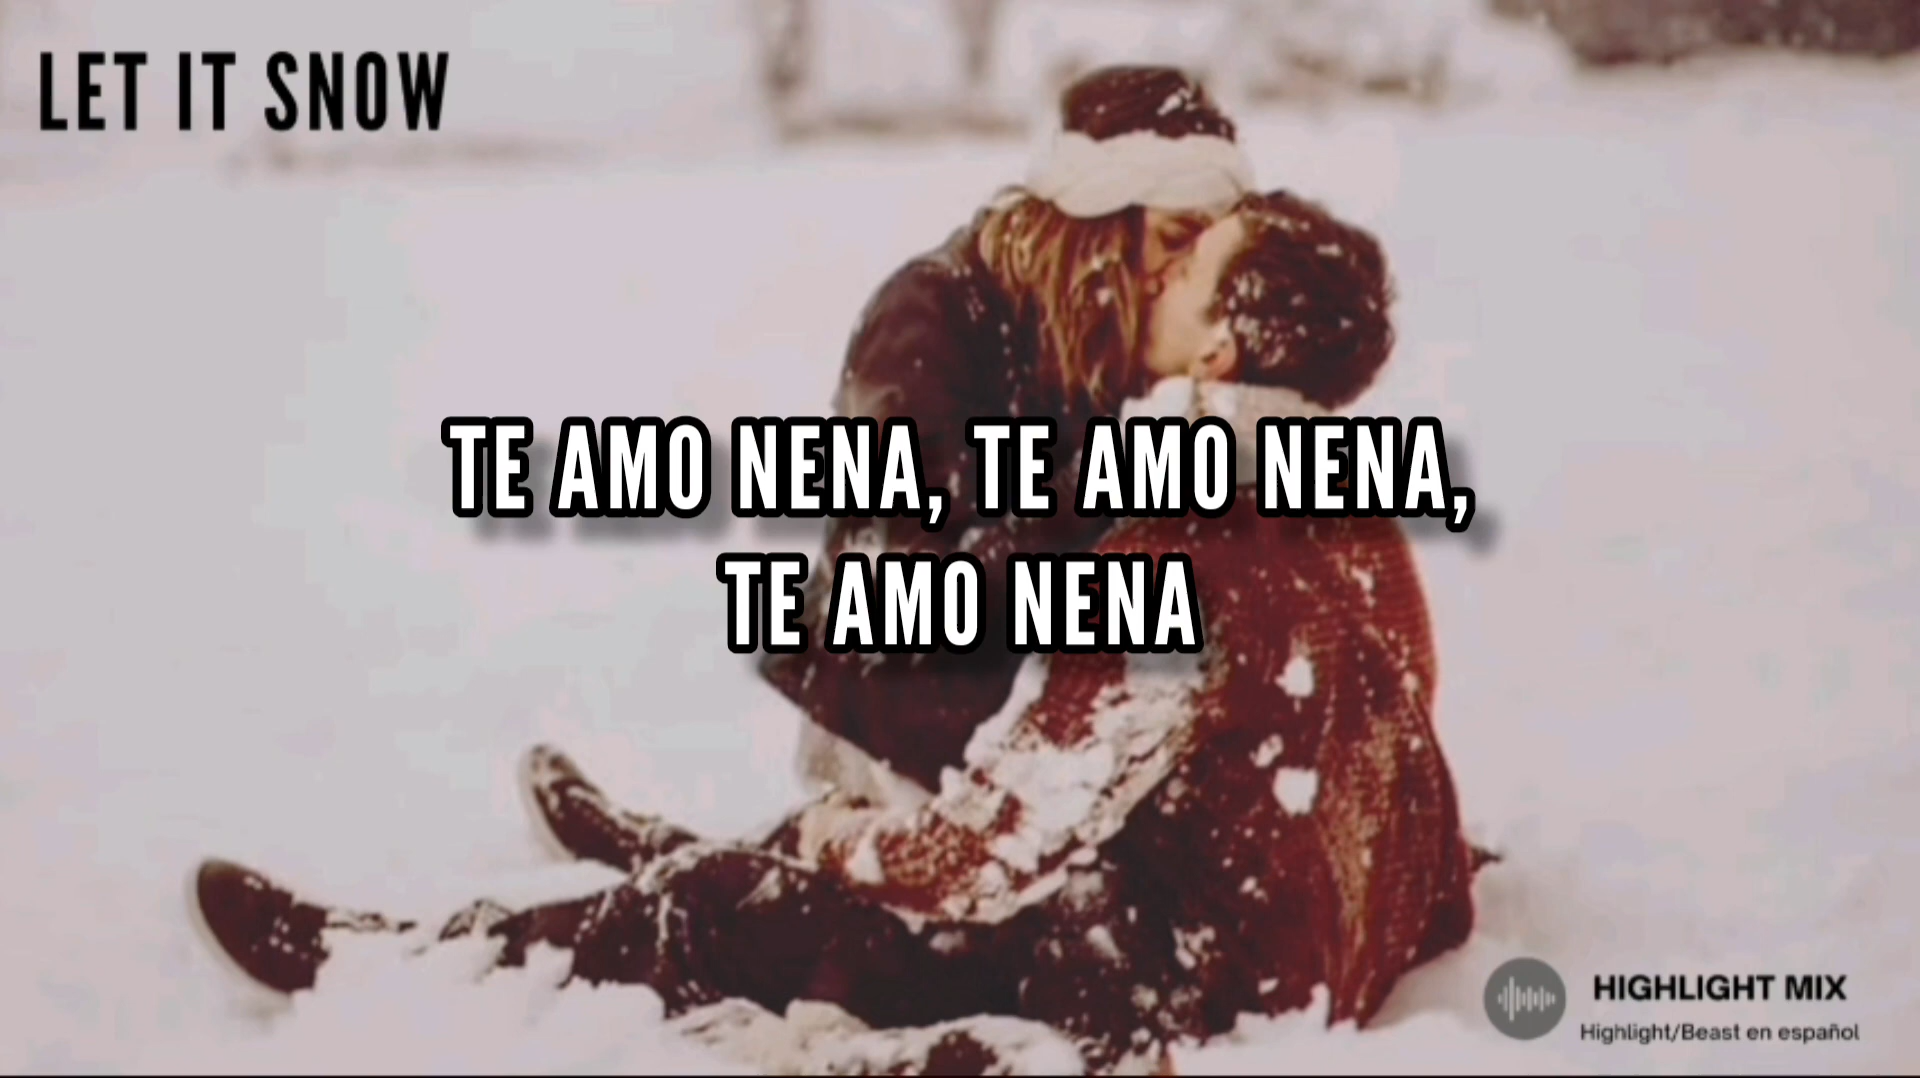 LET IT SNOW
TE AMO NENA, TE AMO NENA,
TE AMO NENA
HIGHLIGHT MIX
Highlight/Beast en español